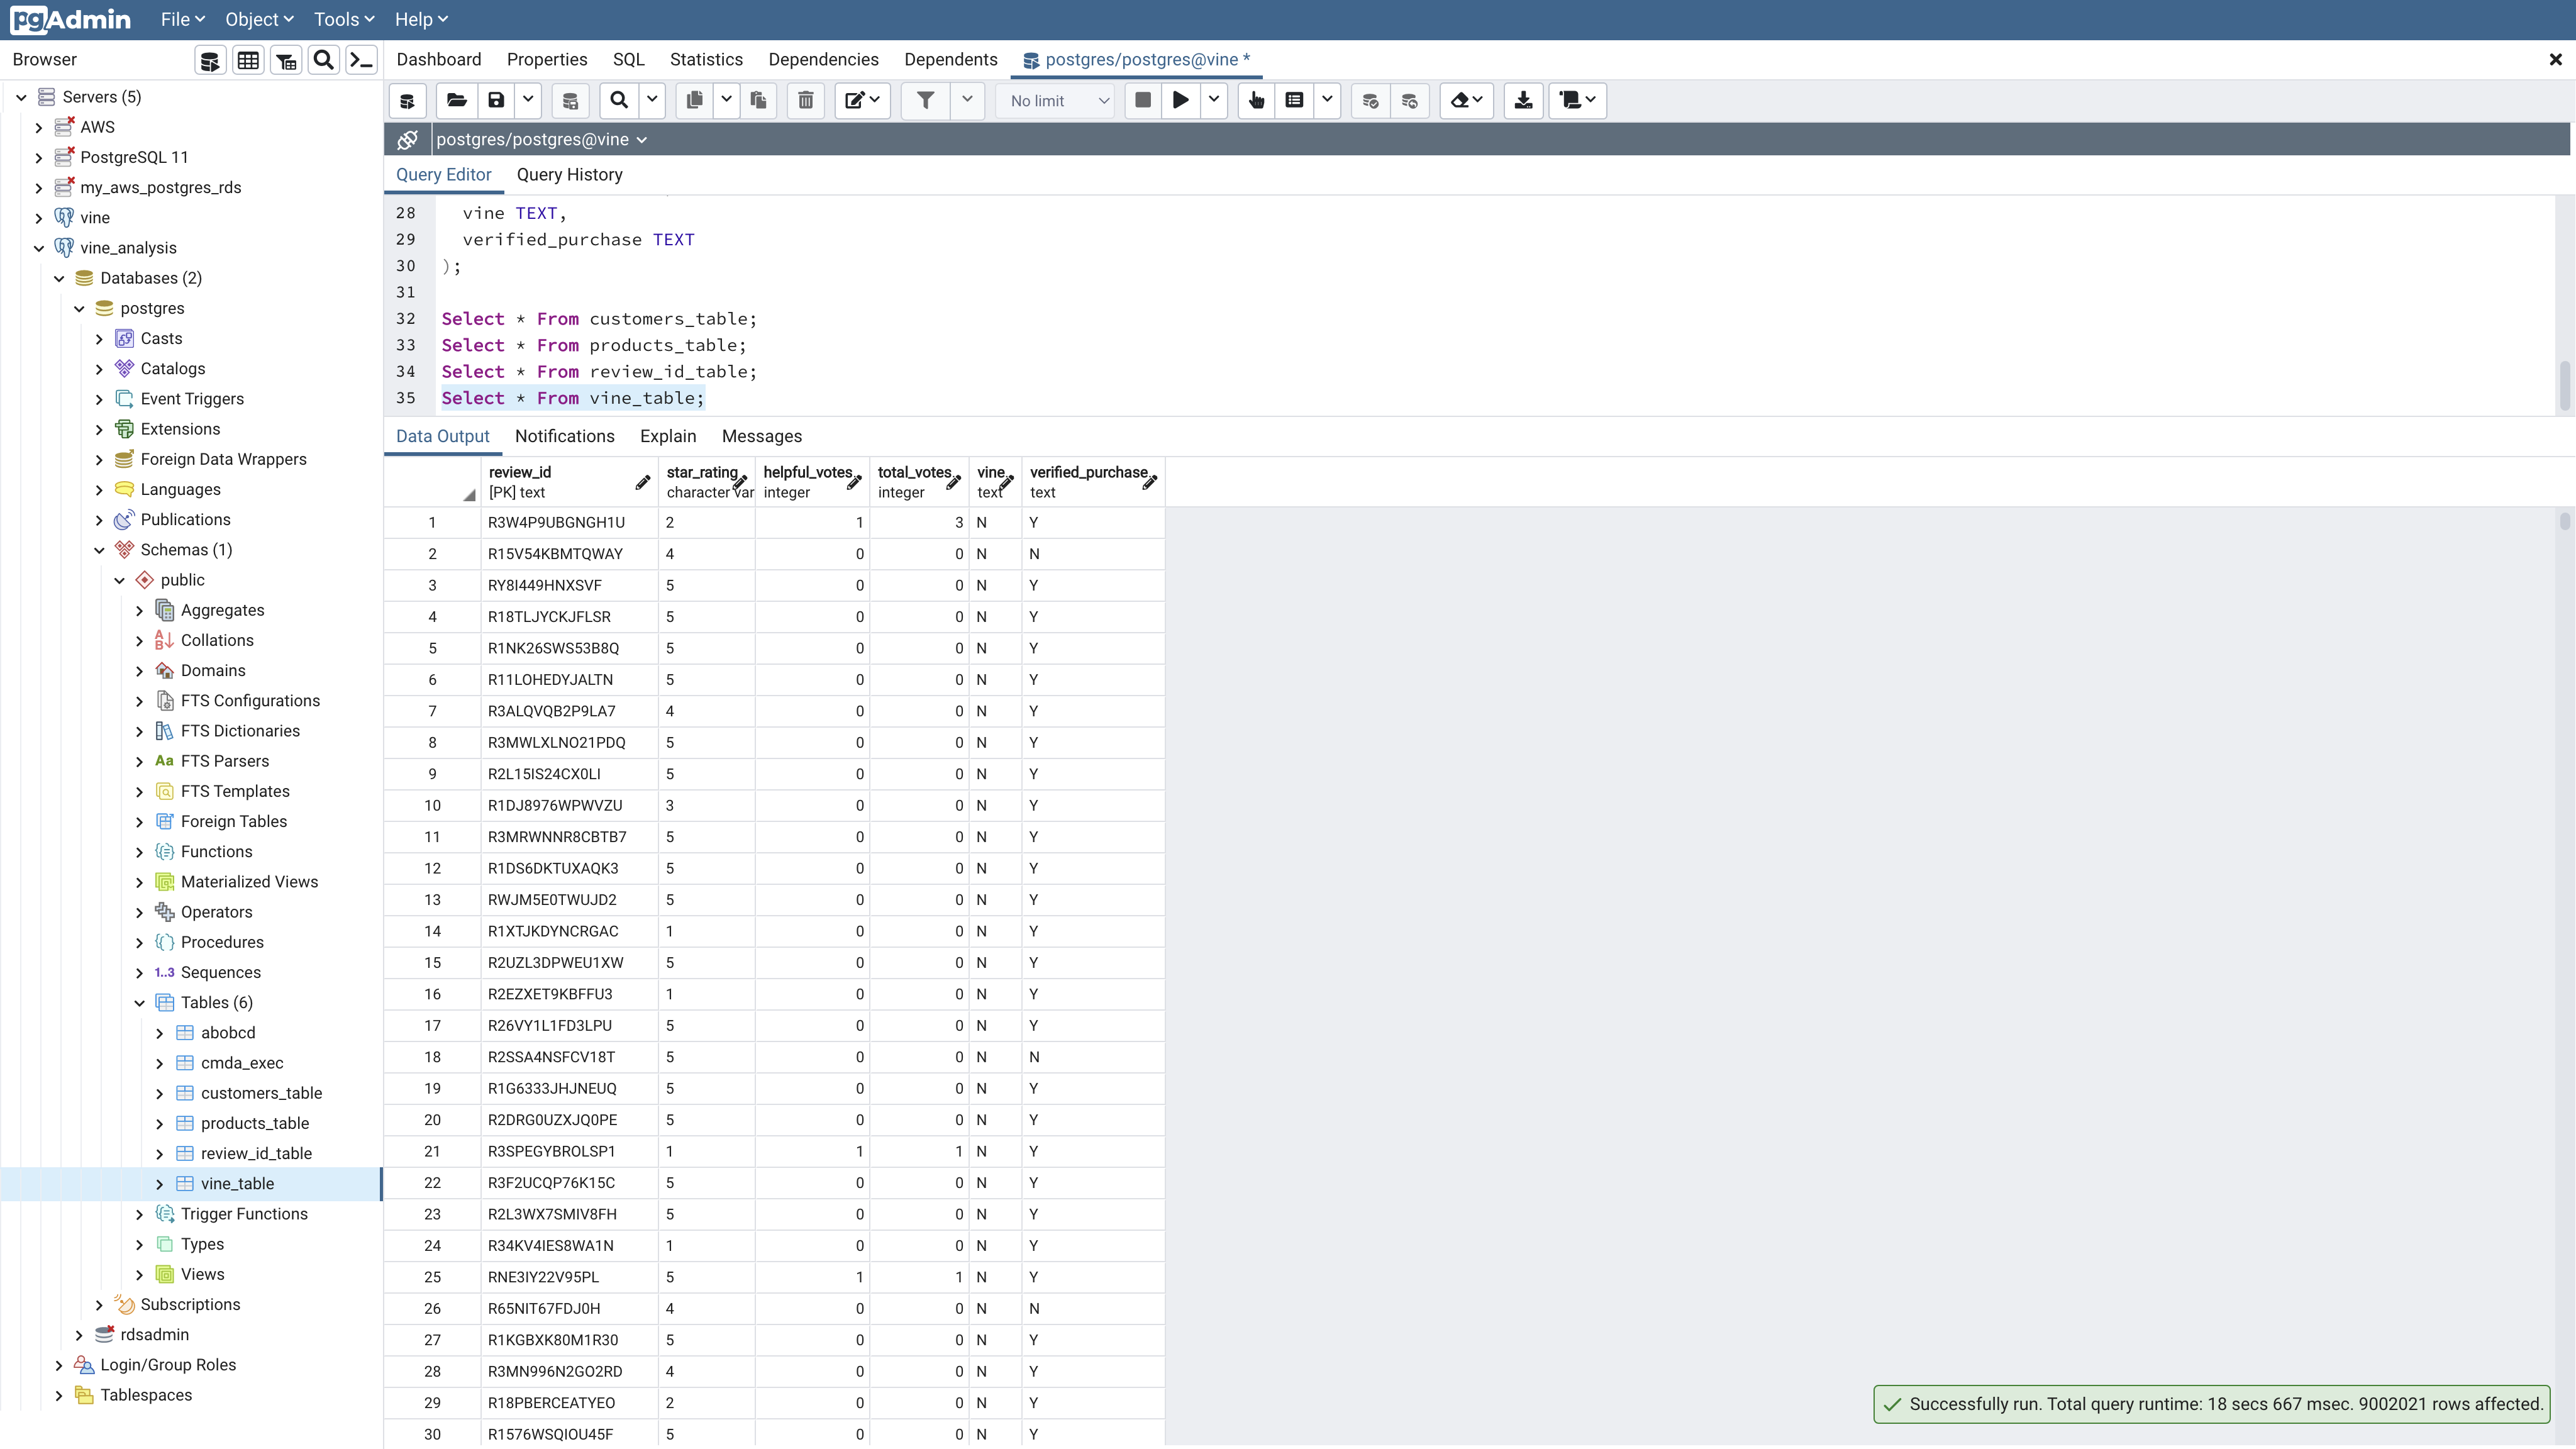 pgAdmin File Object Tools Help
Browser
Dashboard Properties SQL Statistics Dependencies Dependents postgres/postgres@vine *
No limit
postgres/postgres@vine
Query Editor Query History
Servers (5)
AWS
PostgreSQL 11
my_aws_postgres_rds
vine
vine_analysis
Databases (2)
postgres
Casts
Catalogs
Event Triggers
Extensions
Foreign Data Wrappers
Languages
Publications
Schemas (1)
public
Aggregates
Collations
Domains
FTS Configurations
FTS Dictionaries
Aa FTS Parsers
FTS Templates
Foreign Tables
Functions
Materialized Views
Operators
Procedures
1..3 Sequences
Tables (6)
abobcd
cmda_exec
customers_table
products_table
review_id_table
vine_table
Trigger Functions
Types
Views
Subscriptions
rdsadmin
Login/Group Roles
Tablespaces
28 vine TEXT,
29 verified_purchase TEXT
30 );
31
32 Select * From customers_table;
33 Select * From products_table;
34 Select * From review_id_table;
35 Select * From vine_table;
Data Output Notifications Explain Messages
review_id star_rating helpful_votes total_votes vine verified_purchase
[PK] text character var integer integer text text
1 R3W4P9UBGNGH1U 2 1 3 N Y
2 R15V54KBMTQWAY 4 0 0 N N
3 RY8I449HNXSVF 5 0 0 N Y
4 R18TLJYCKJFLSR 5 0 0 N Y
5 R1NK26SWS53B8Q 5 0 0 N Y
6 R11LOHEDYJALTN 5 0 0 N Y
7 R3ALQVQB2P9LA7 4 0 0 N Y
8 R3MWLXLNO21PDQ 5 0 0 N Y
9 R2L15IS24CX0LI 5 0 0 N Y
10 R1DJ8976WPWVZU 3 0 0 N Y
11 R3MRWNNR8CBTB7 5 0 0 N Y
12 R1DS6DKTUXAQK3 5 0 0 N Y
13 RWJM5E0TWUJD2 5 0 0 N Y
14 R1XTJKDYNCRGAC 1 0 0 N Y
15 R2UZL3DPWEU1XW 5 0 0 N Y
16 R2EZXET9KBFFU3 1 0 0 N Y
17 R26VY1L1FD3LPU 5 0 0 N Y
18 R2SSA4NSFCV18T 5 0 0 N N
19 R1G6333JHJNEUQ 5 0 0 N Y
20 R2DRG0UZXJQ0PE 5 0 0 N Y
21 R3SPEGYBROLSP1 1 1 1 N Y
22 R3F2UCQP76K15C 5 0 0 N Y
23 R2L3WX7SMIV8FH 5 0 0 N Y
24 R34KV4IES8WA1N 1 0 0 N Y
25 RNE3IY22V95PL 5 1 1 N Y
26 R65NIT67FDJ0H 4 0 0 N N
27 R1KGBXK80M1R30 5 0 0 N Y
28 R3MN996N2GO2RD 4 0 0 N Y
29 R18PBERCEATYEO 2 0 0 N Y
30 R1576WSQIOU45F 5 0 0 N Y
Successfully run. Total query runtime: 18 secs 667 msec. 9002021 rows affected.